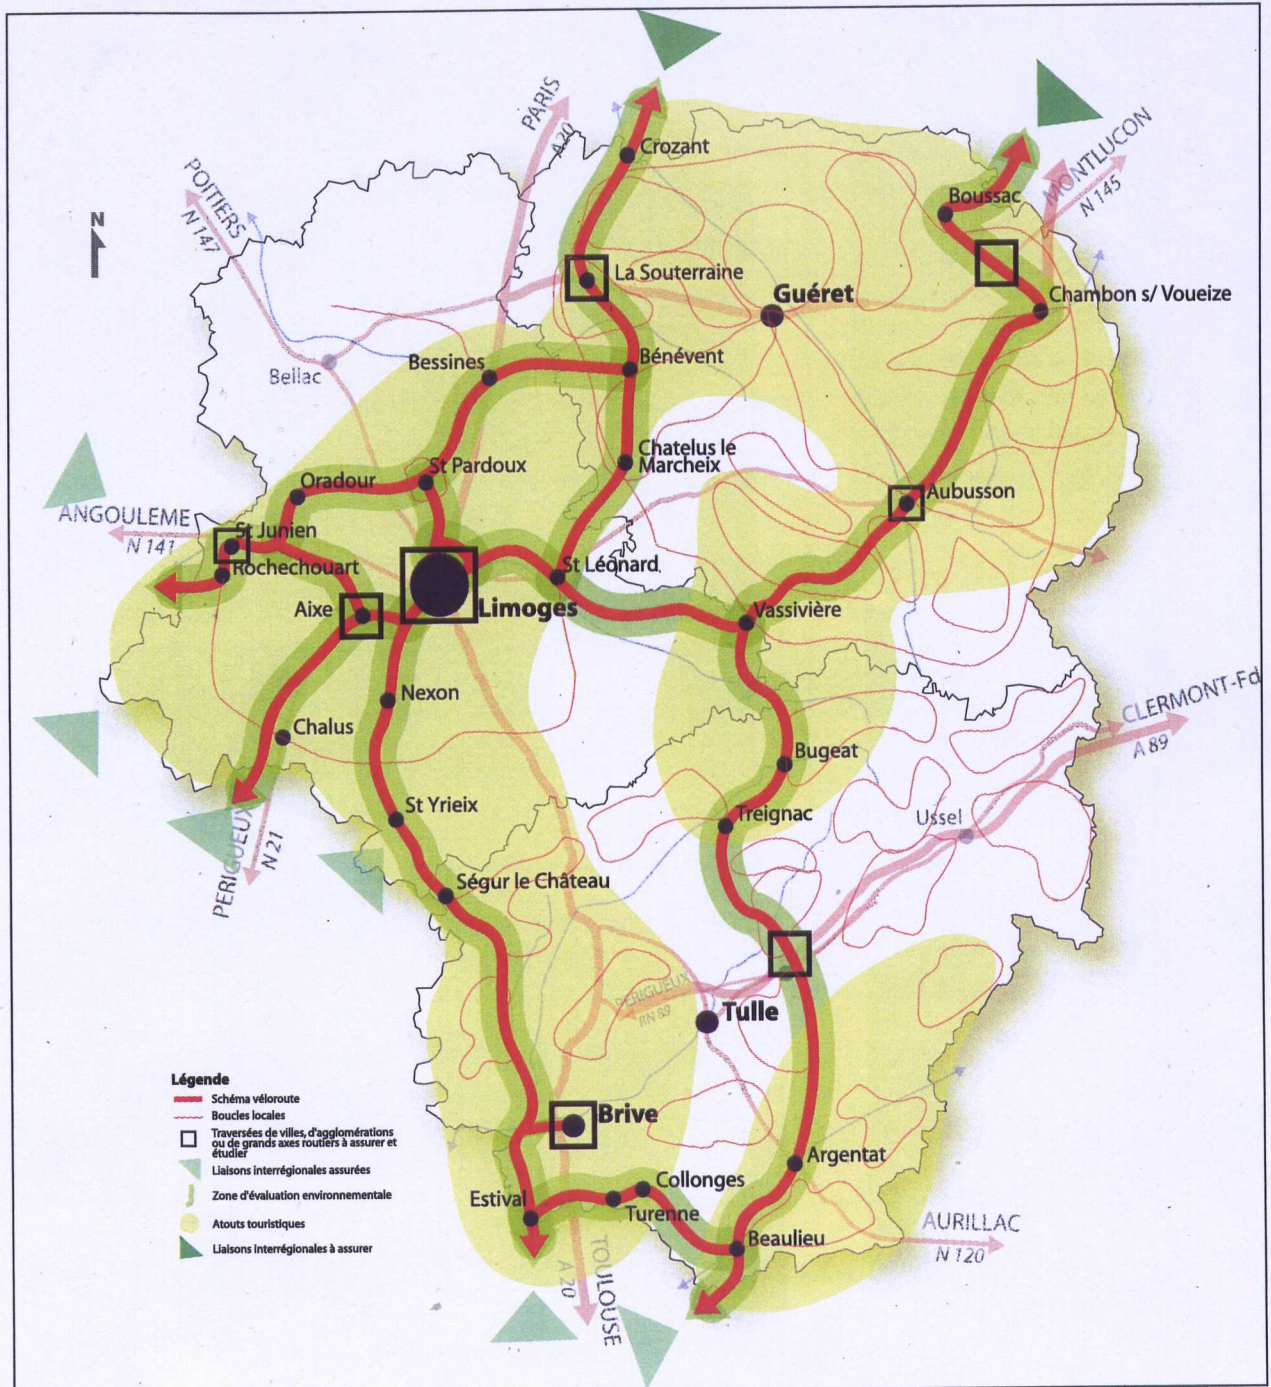 PARIS
A20
Crozant
MONTLUCON
N 145
POITIERS
N 147
Boussac
N
La Souterraine
Guéret
Chambon s/ Voueize
Bessines
Bénévent
Bellac
Chatelus le
Marcheix
St Pardoux
Oradour
Aubusson
ANGOULEME
N 141
St Junien
Rochechouart
St Léonard
Aixe
Limoges
Vassivière
Nexon
CLERMONT-Fd
A 89
Chalus
Bugeat
St Yrieix
Treignac
Ussel
PERIGUEUX
N 21
Ségur le Château
PERIGUEUX
RN 89
Tulle
Légende
Schéma véloroute
Boucles locales
Traversées de villes, d'agglomérations
ou de grands axes routiers à assurer et
étudier
Liaisons interrégionales assurées
Zone d'évaluation environnementale
Atouts touristiques
Liaisons interrégionales à assurer
Brive
Argentat
Collonges
Estival
Turenne
Beaulieu
AURILLAC
N 120
TOULOUSE
A 20